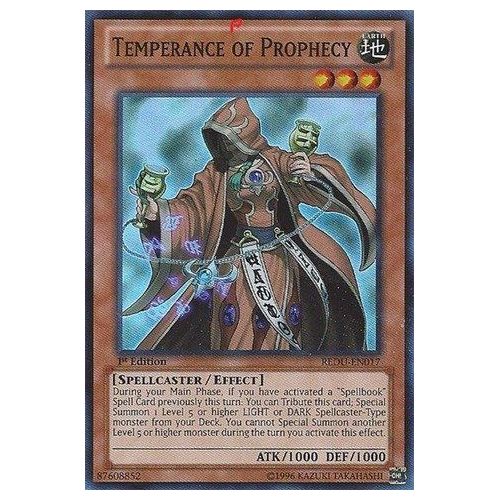 P
TEMPERANCE OF PROPHECY
EARTH
地
1st Edition
REDU-EN017
[SPELLCASTER / EFFECT]
During your Main Phase, if you have activated a "Spellbook"
Spell Card previously this turn: You can Tribute this card; Special
Summon 1 Level 5 or higher LIGHT or DARK Spellcaster-Type
monster from your Deck. You cannot Special Summon another
Level 5 or higher monster during the turn you activate this effect.
ATK/1000 DEF/1000
87608852
©1996 KAZUKI TAKAHASHI